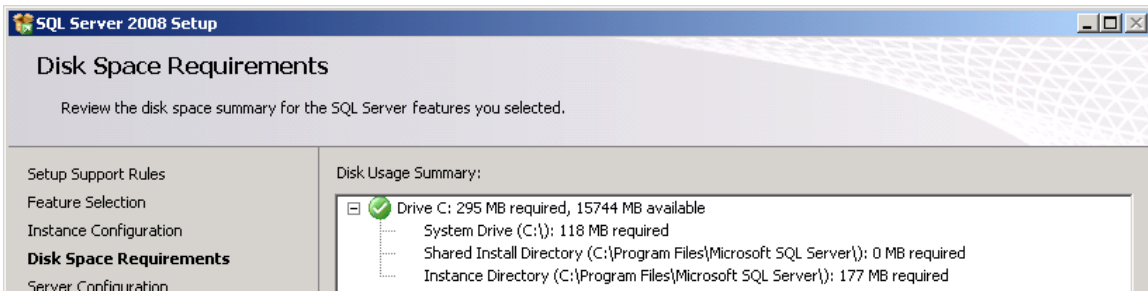 SQL Server 2008 Setup
Disk Space Requirements
Review the disk space summary for the SQL Server features you selected.
Setup Support Rules
Feature Selection
Instance Configuration
Disk Space Requirements
Server Configuration
Disk Usage Summary:
Drive C: 295 MB required, 15744 MB available
System Drive (C:\): 118 MB required
Shared Install Directory (C:\Program Files\Microsoft SQL Server\): 0 MB required
Instance Directory (C:\Program Files\Microsoft SQL Server\): 177 MB required